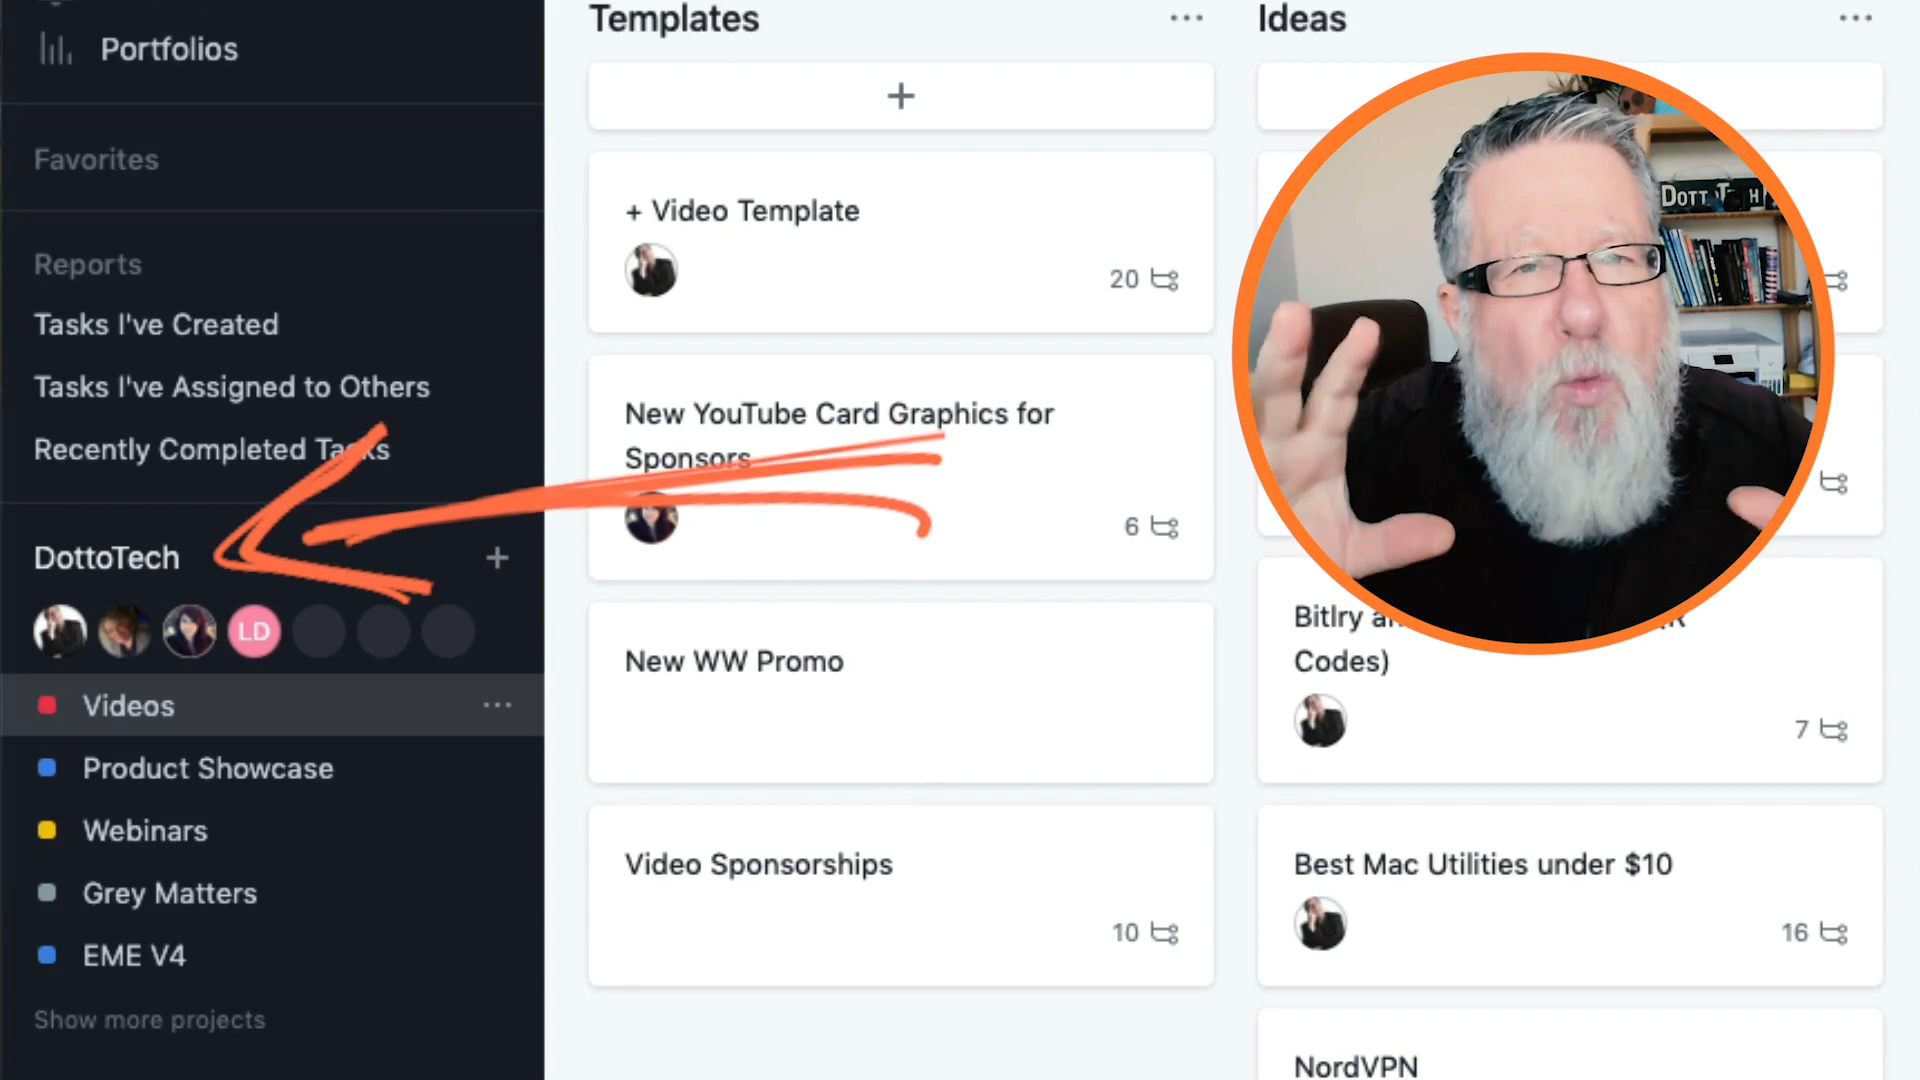 Portfolios
Favorites
Reports
Tasks I've Created
Tasks I've Assigned to Others
Recently Completed Tasks
DottoTech
LD
Videos
Product Showcase
Webinars
Grey Matters
EME V4
Show more projects
Templates
+ Video Template
20
New YouTube Card Graphics for
Sponsors
6
New WW Promo
Video Sponsorships
10
Ideas
DOTTOTECH
Bitlry
Codes)
7
Best Mac Utilities under $10
16
NordVPN